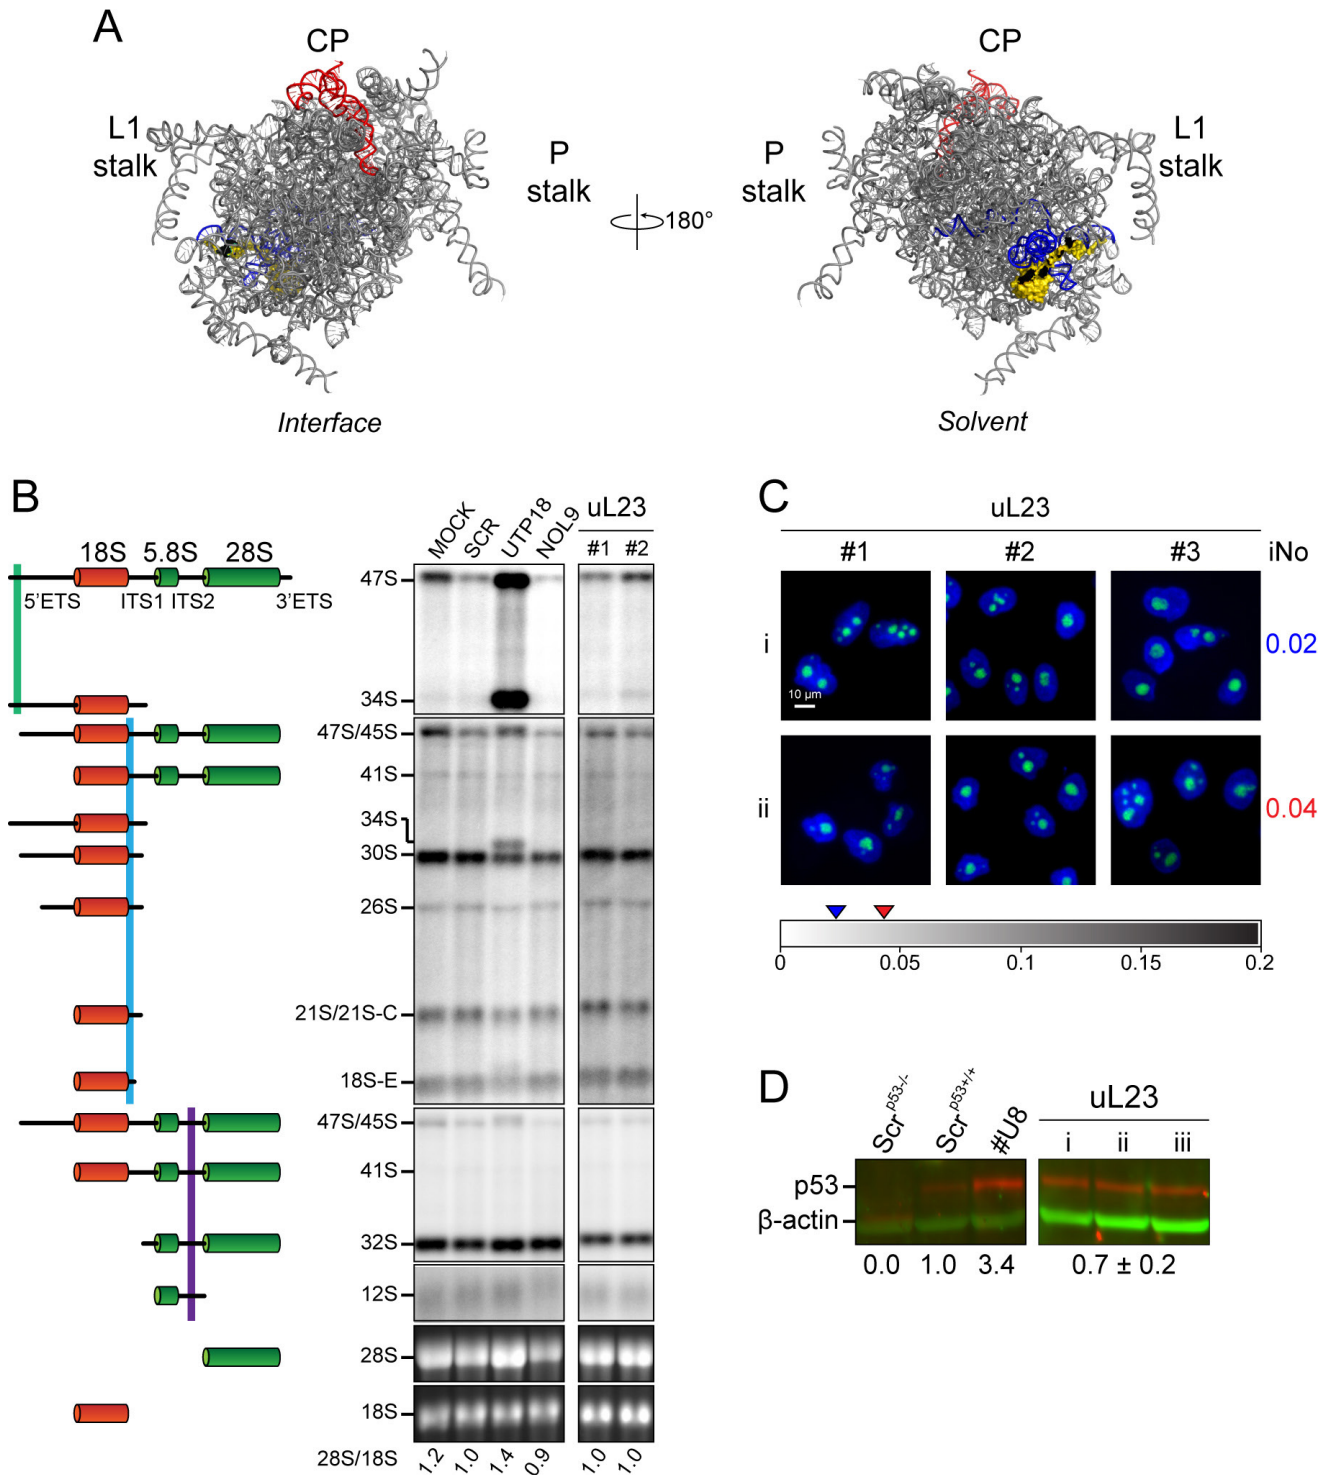 A
CP
CP
L1
stalk
P
stalk
180°
P
stalk
L1
stalk
Interface
Solvent
B
18S 5.8S 28S
5'ETS ITS1 ITS2 3'ETS
MOCK SCR UTP18 NOL9
uL23
#1 #2
47S
34S
47S/45S
41S
34S
30S
26S
21S/21S-C
18S-E
47S/45S
41S
32S
12S
28S
18S
28S/18S 1.2 1.0 1.4 0.9 1.0 1.0
C
uL23
#1 #2 #3 iNo
i 0.02
10 µm
ii 0.04
0 0.05 0.1 0.15 0.2
D
Scr p53-/- Scr p53+/+ #U8
uL23
i ii iii
p53
β-actin
0.0 1.0 3.4 0.7 ± 0.2